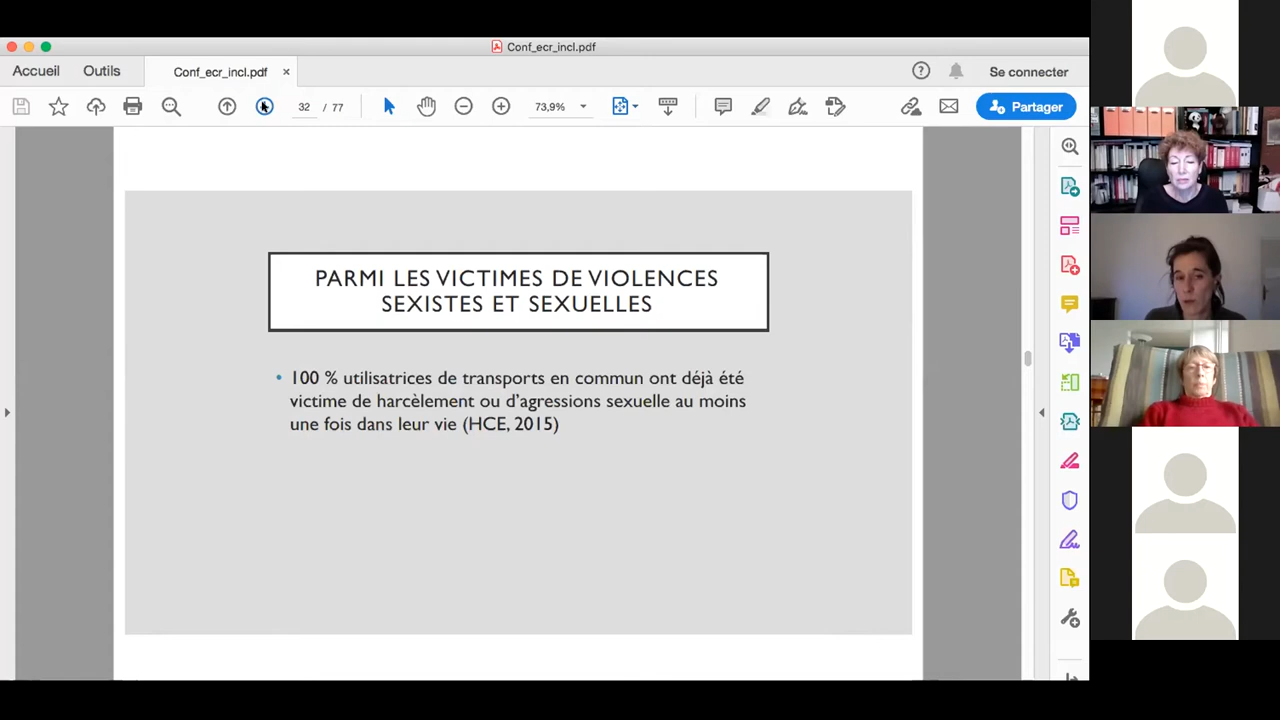 Conf_ecr_incl.pdf
Accueil
Outils
Conf_ecr_incl.pdf
Se connecter
32 / 77
73,9%
Partager
PARMI LES VICTIMES DE VIOLENCES
SEXISTES ET SEXUELLES
• 100 % utilisatrices de transports en commun ont déjà été
victime de harcèlement ou d'agressions sexuelle au moins
une fois dans leur vie (HCE, 2015)